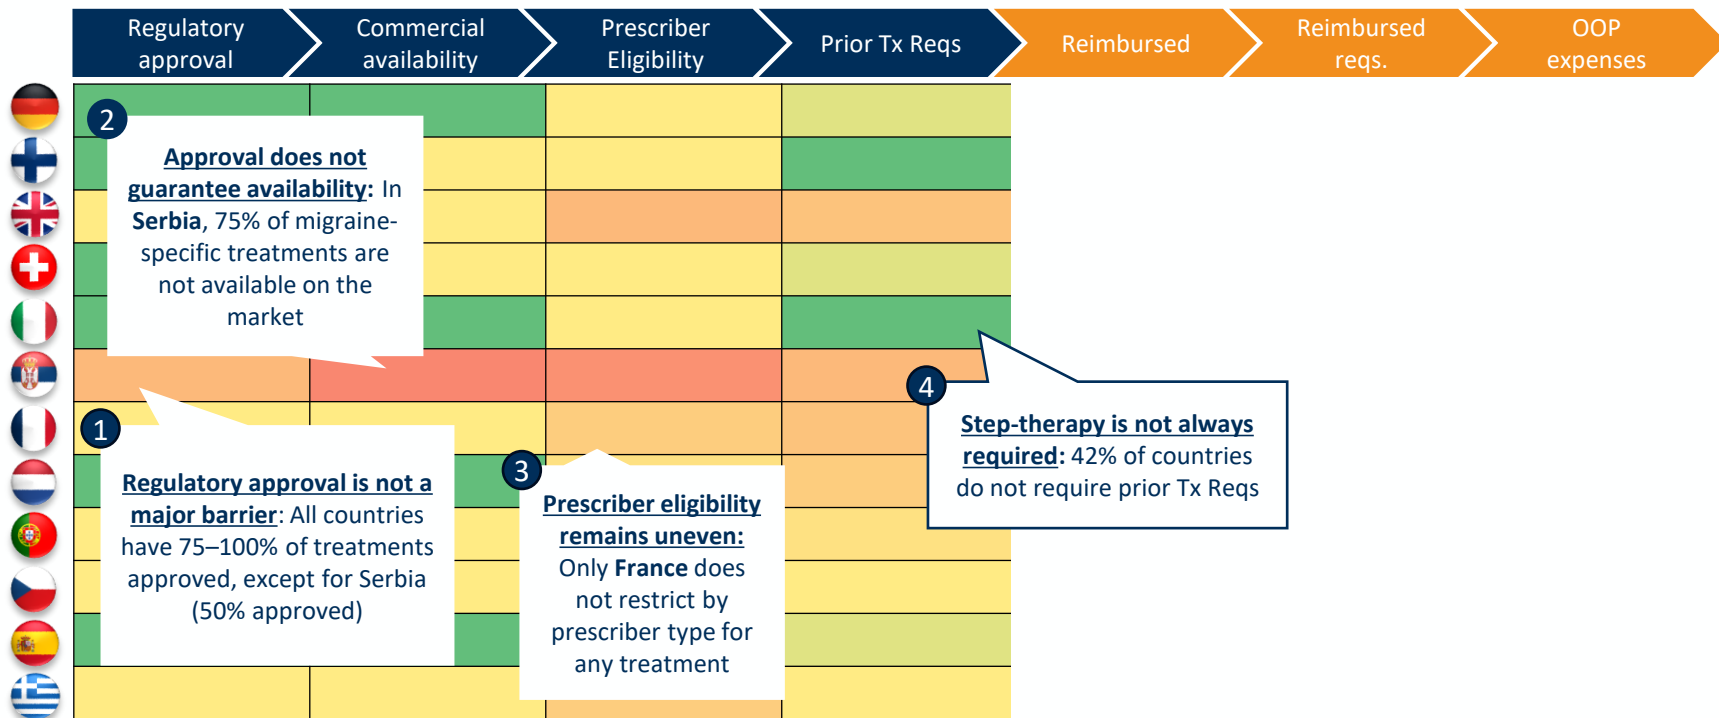 Regulatory
approval
Commercial
availability
Prescriber
Eligibility
Prior Tx Reqs
Reimbursed
Reimbursed
reqs.
OOP
expenses
2
Approval does not
guarantee availability: In
Serbia, 75% of migraine-
specific treatments are
not available on the
market
1
Regulatory approval is not a
major barrier: All countries
have 75–100% of treatments
approved, except for Serbia
(50% approved)
3
Prescriber eligibility
remains uneven:
Only France does
not restrict by
prescriber type for
any treatment
4
Step-therapy is not always
required: 42% of countries
do not require prior Tx Reqs